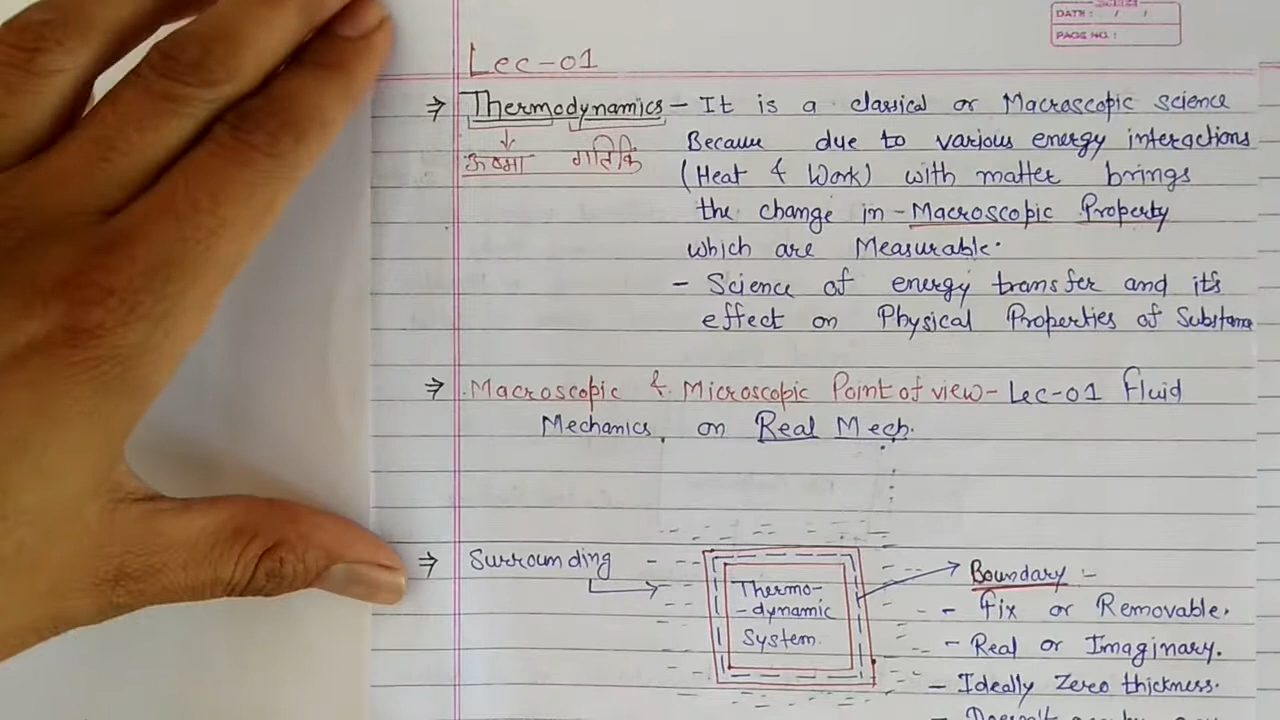 DATE: / /
PAGE NO.:
Lec-01
⇒ Thermodynamics - It is a classical or Macroscopic science
Because due to various energy interactions
ऊष्मा गतिकि
(Heat & Work) with matter brings
the change in - Macroscopic Property
which are Measurable.
- Science of energy transfer and it's
effect on Physical Properties of Substance
⇒ Macroscopic & Microscopic Point of view - Lec-01 Fluid
Mechanics on Real Mech.
⇒ Surrounding
Thermo-
-dynamic
System.
Boundary :-
- fix or Removable.
- Real or Imaginary.
- Ideally Zero thickness.